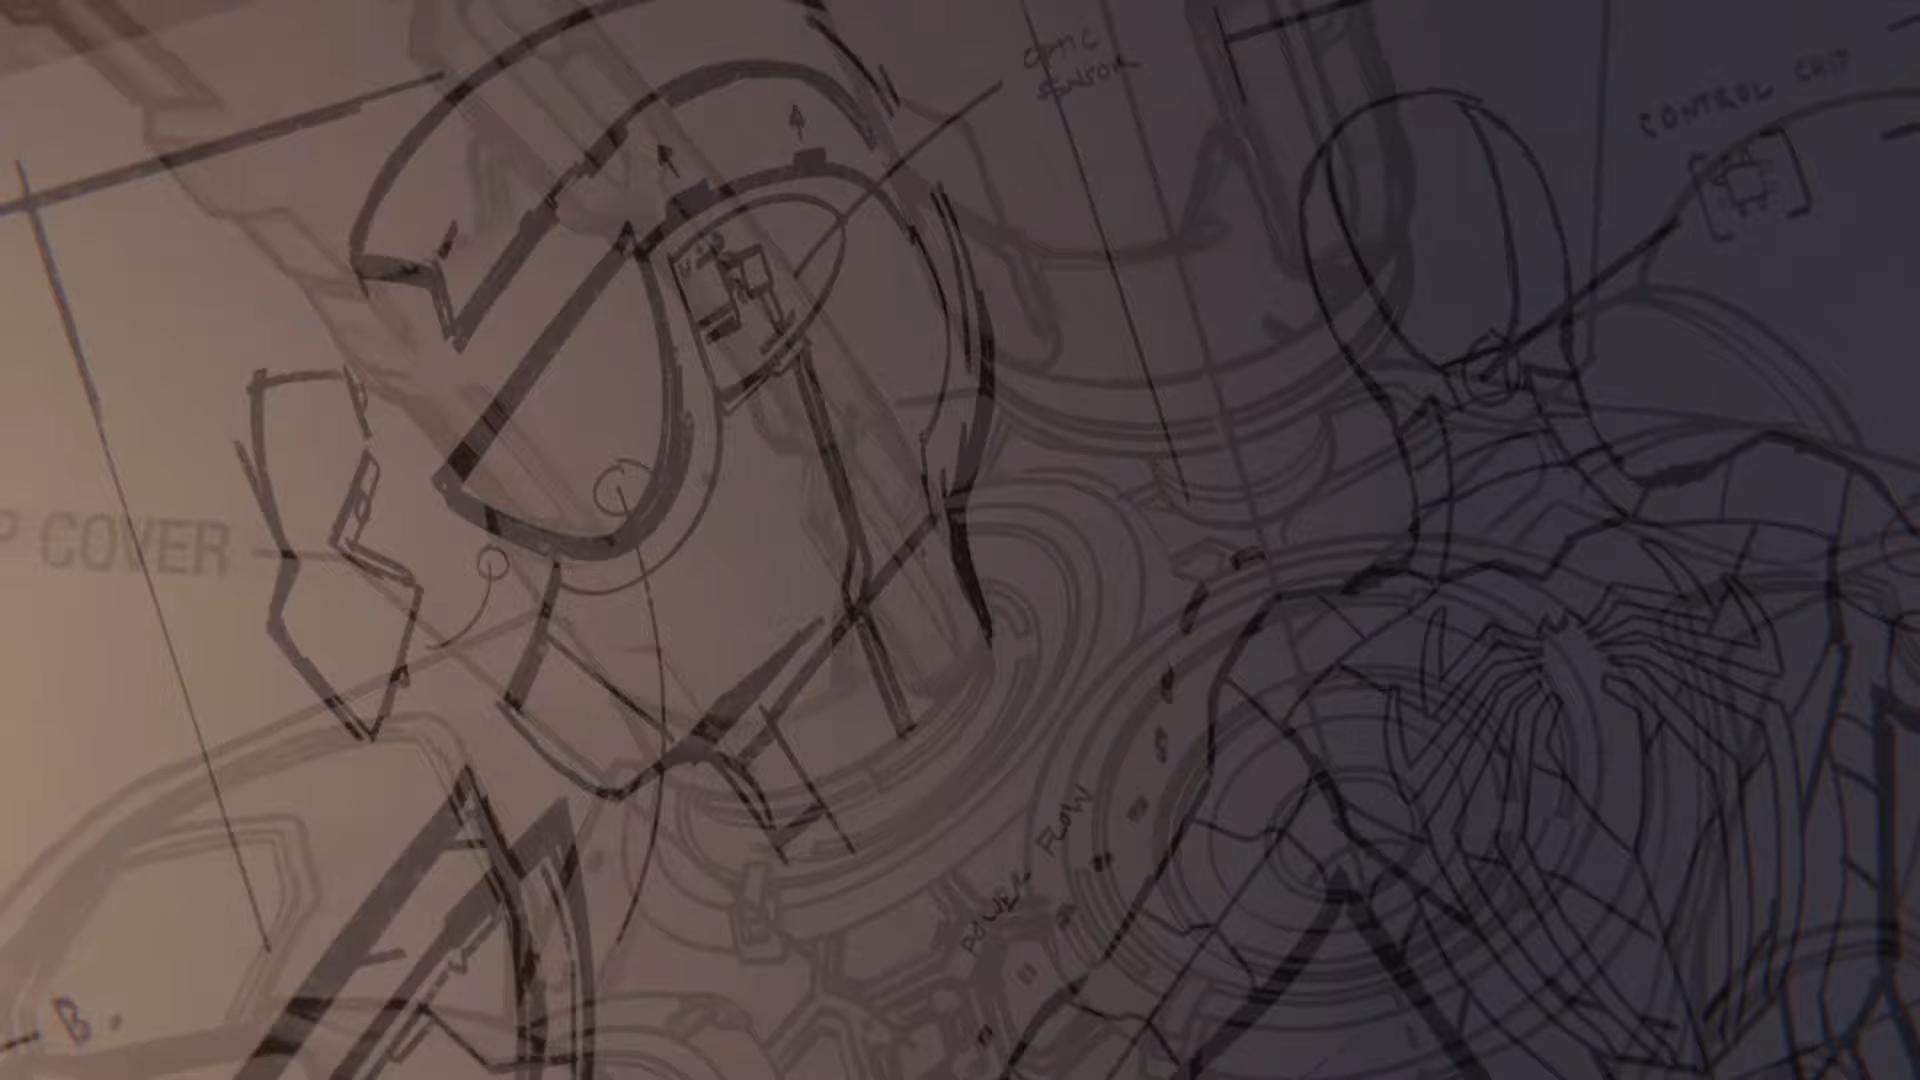 OPTIC
SENSOR
CONTROL CHIP
P COVER
POWER FLOW
B.